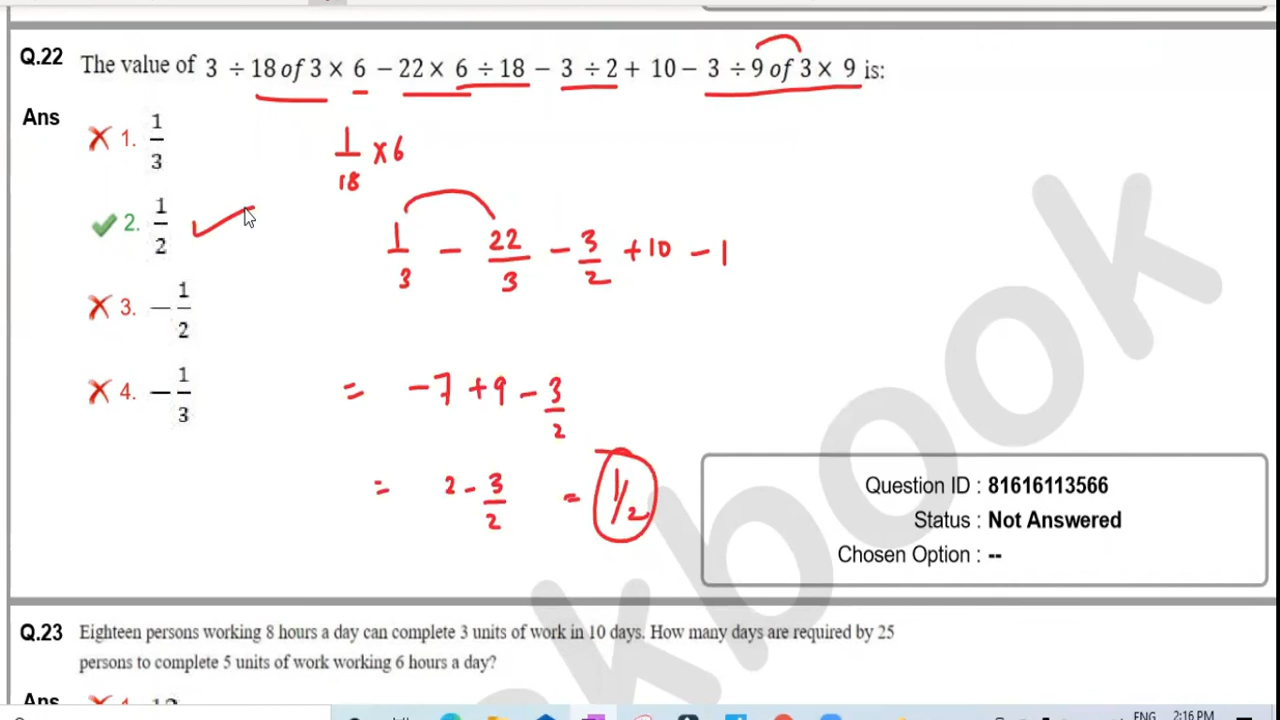 Q.22 The value of 3 ÷ 18 of 3 × 6 − 22 × 6 ÷ 18 − 3 ÷ 2 + 10 − 3 ÷ 9 of 3 × 9 is:
Ans
1. 1/3
2. 1/2
3. − 1/2
4. − 1/3
1/18 × 6
1/3 − 22/3 − 3/2 + 10 − 1
= − 7 + 9 − 3/2
= 2 - 3/2 = 1/2
Question ID : 81616113566
Status : Not Answered
Chosen Option : --
Q.23 Eighteen persons working 8 hours a day can complete 3 units of work in 10 days. How many days are required by 25
persons to complete 5 units of work working 6 hours a day?
Ans
ENG
2:16 PM